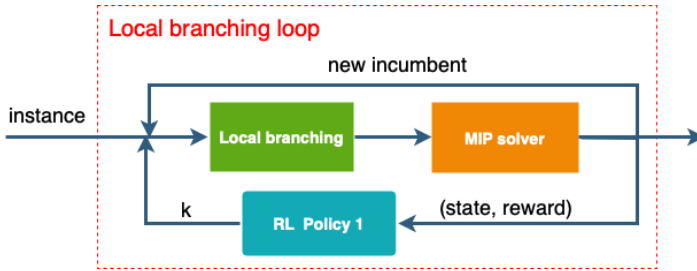 Local branching loop
new incumbent
instance
Local branching
MIP solver
k
RL Policy 1
(state, reward)